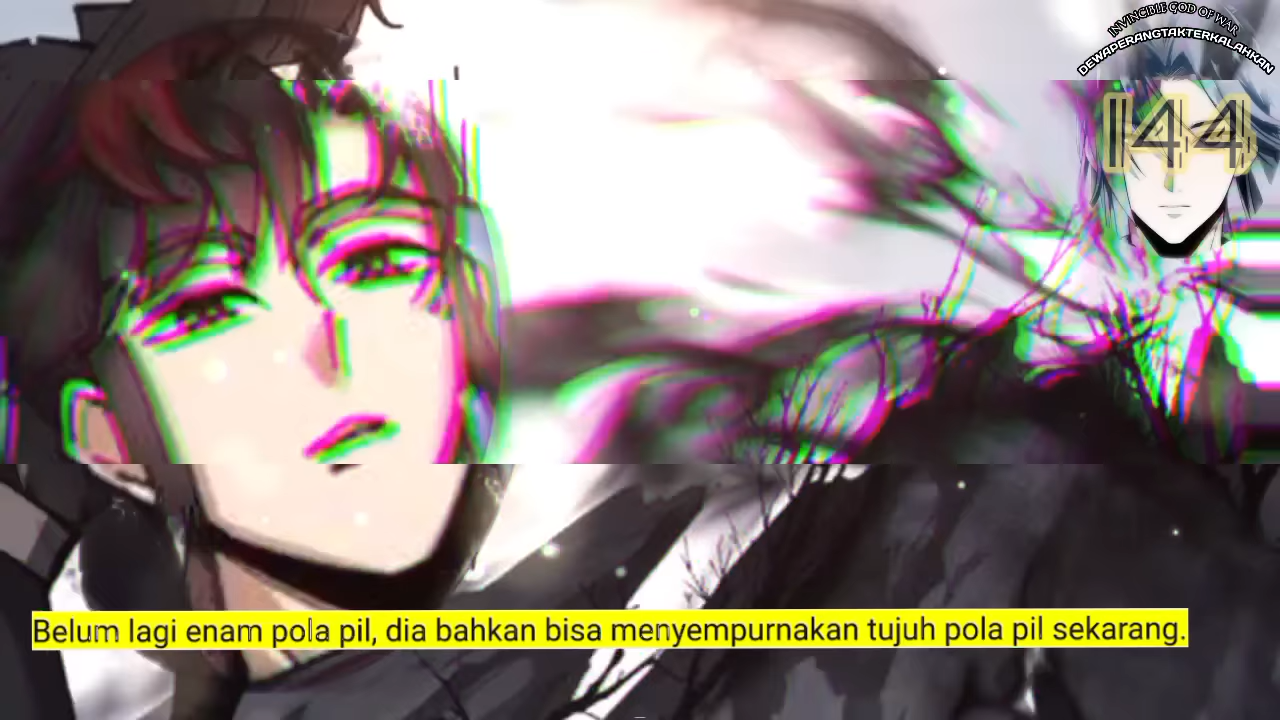 INVINCIBLE GOD OF WAR
DEWAPERANGTAKTERKALAHKAN
144
Belum lagi enam pola pil, dia bahkan bisa menyempurnakan tujuh pola pil sekarang.